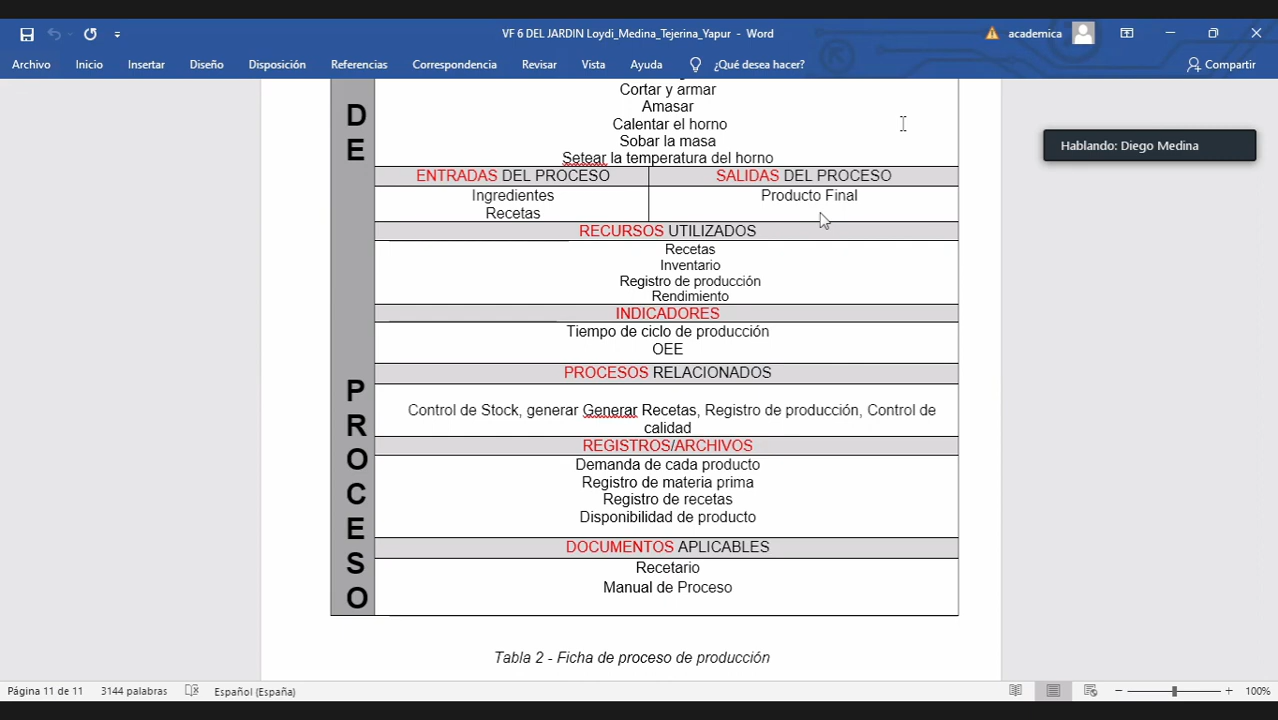 VF 6 DEL JARDIN Loydi_Medina_Tejerina_Yapur - Word
academica
Archivo Inicio Insertar Diseño Disposición Referencias Correspondencia Revisar Vista Ayuda ¿Qué desea hacer? Compartir
Hablando: Diego Medina
DE
PROCESO
Cortar y armar
Amasar
Calentar el horno
Sobar la masa
Setear la temperatura del horno
ENTRADAS DEL PROCESO SALIDAS DEL PROCESO
Ingredientes Producto Final
Recetas
RECURSOS UTILIZADOS
Recetas
Inventario
Registro de producción
Rendimiento
INDICADORES
Tiempo de ciclo de producción
OEE
PROCESOS RELACIONADOS
Control de Stock, generar Generar Recetas, Registro de producción, Control de
calidad
REGISTROS/ARCHIVOS
Demanda de cada producto
Registro de materia prima
Registro de recetas
Disponibilidad de producto
DOCUMENTOS APLICABLES
Recetario
Manual de Proceso
Tabla 2 - Ficha de proceso de producción
Página 11 de 11 3144 palabras Español (España) 100%